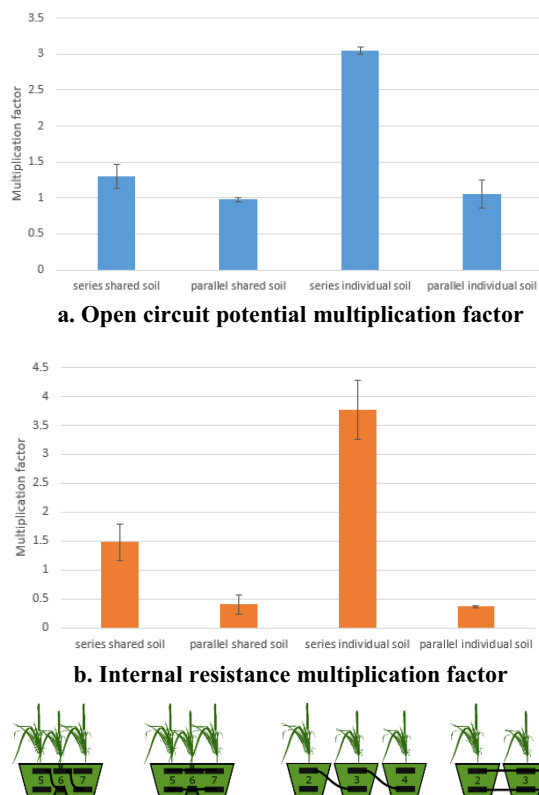 3.5
3
2.5
2
1.5
1
0.5
0
Multiplication factor
series shared soil parallel shared soil series individual soil parallel individual soil
a. Open circuit potential multiplication factor
4.5
4
3.5
3
2.5
2
1.5
1
0.5
0
Multiplication factor
series shared soil parallel shared soil series individual soil parallel individual soil
b. Internal resistance multiplication factor
5 6 7 5 6 7 2 3 4 2 3